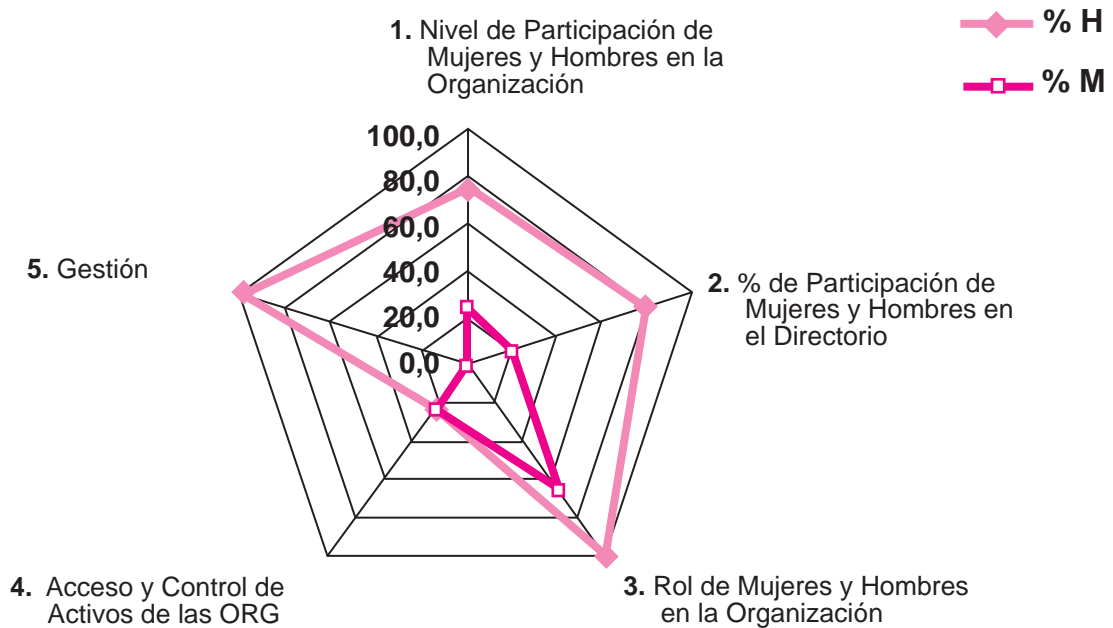 % H
% M
1. Nivel de Participación de
Mujeres y Hombres en la
Organización
100,0
80,0
60,0
40,0
20,0
0,0
5. Gestión
2. % de Participación de
Mujeres y Hombres en
el Directorio
4. Acceso y Control de
Activos de las ORG
3. Rol de Mujeres y Hombres
en la Organización